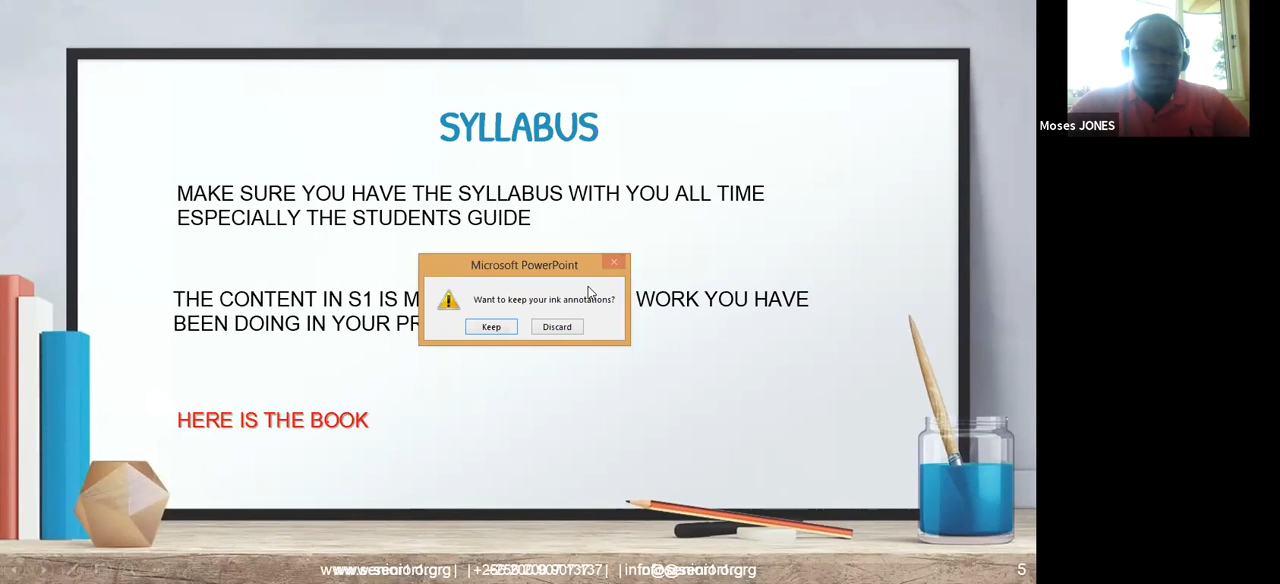 SYLLABUS
MAKE SURE YOU HAVE THE SYLLABUS WITH YOU ALL TIME
ESPECIALLY THE STUDENTS GUIDE
THE CONTENT IN S1 IS M
WORK YOU HAVE
BEEN DOING IN YOUR PR
Microsoft PowerPoint
Want to keep your ink annotations?
Keep Discard
HERE IS THE BOOK
5
Moses JONES